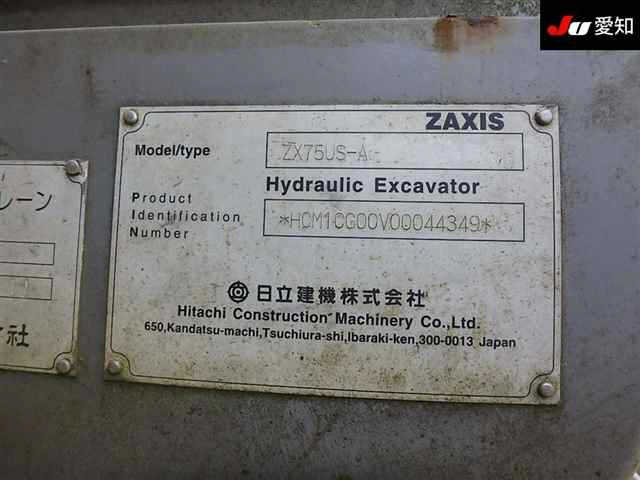 Ju 愛知
ZAXIS
Model/type ZX75US-A
Hydraulic Excavator
Product
Identification *HCM1CG00V00044349*
Number
日立建機株式会社
Hitachi Construction Machinery Co.,Ltd.
650,Kandatsu-machi,Tsuchiura-shi,Ibaraki-ken,300-0013 Japan
レーン
社